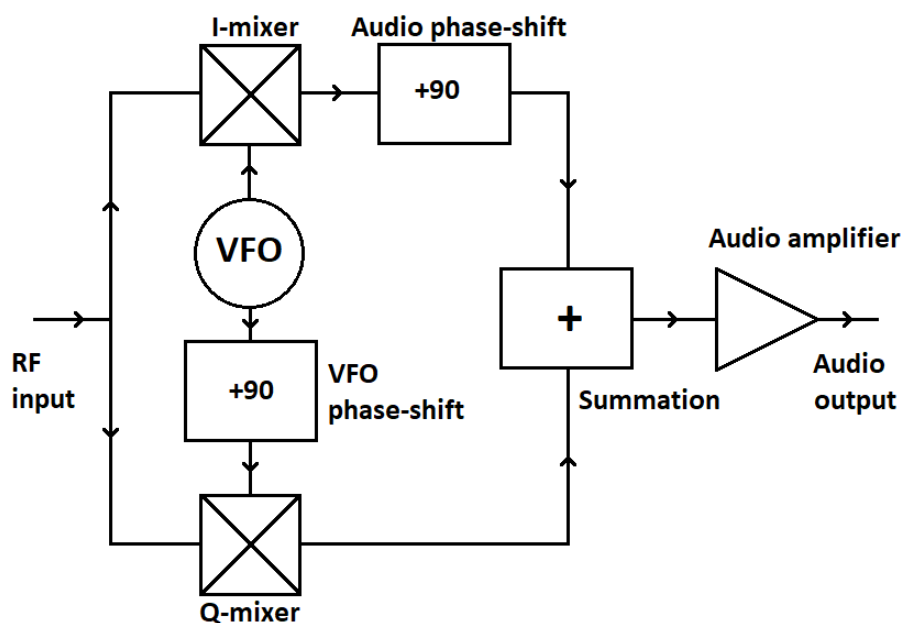 I-mixer
Audio phase-shift
+90
VFO
Audio amplifier
+
RF
input
+90
VFO
phase-shift
Summation
Audio
output
Q-mixer